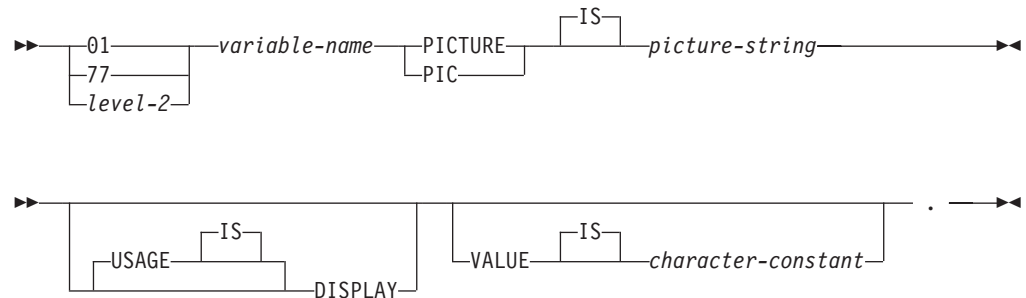 IS
01 variable-name PICTURE picture-string
77 PIC
level-2
IS IS
USAGE VALUE character-constant .
DISPLAY